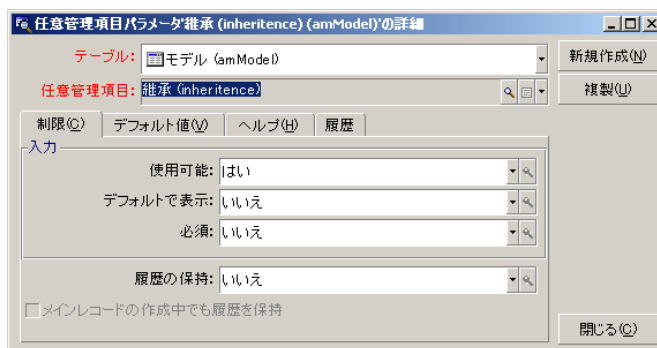 任意管理項目パラメータ'継承 (inheritence) (amModel)'の詳細
テーブル: モデル (amModel)
新規作成(N)
任意管理項目: 継承 (inheritence)
複製(U)
制限(C) デフォルト値(V) ヘルプ(H) 履歴
入力
使用可能: はい
デフォルトで表示: いいえ
必須: いいえ
履歴の保持: いいえ
メインレコードの作成中でも履歴を保持
閉じる(C)